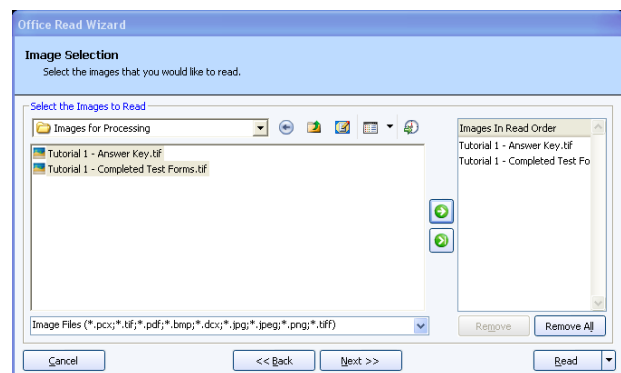 Office Read Wizard
Image Selection
Select the images that you would like to read.
Select the Images to Read
Images for Processing
Tutorial 1 - Answer Key.tif
Tutorial 1 - Completed Test Forms.tif
Images In Read Order
Tutorial 1 - Answer Key.tif
Tutorial 1 - Completed Test Fo
Image Files (*.pcx;*.tif;*.pdf;*.bmp;*.dcx;*.jpg;*.jpeg;*.png;*.tiff)
Remove
Remove All
Cancel
<< Back
Next >>
Read